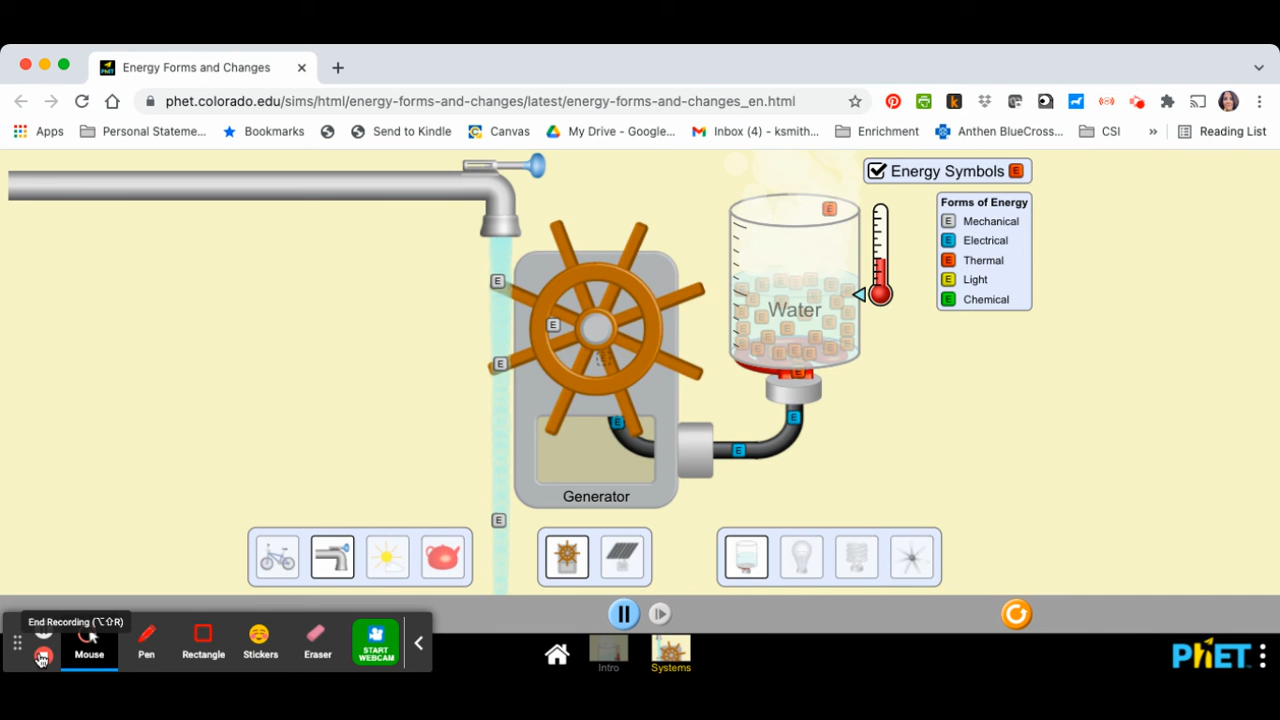 Energy Forms and Changes
phet.colorado.edu/sims/html/energy-forms-and-changes/latest/energy-forms-and-changes_en.html
Apps Personal Stateme... Bookmarks Send to Kindle Canvas My Drive - Google... Inbox (4) - ksmith... Enrichment Anthen BlueCross... CSI » Reading List
Energy Symbols E
Forms of Energy
E Mechanical
E Electrical
E Thermal
E Light
E Chemical
Water
Generator
End Recording (⌥⇧R)
Mouse Pen Rectangle Stickers Eraser START WEBCAM
Intro Systems
PhET